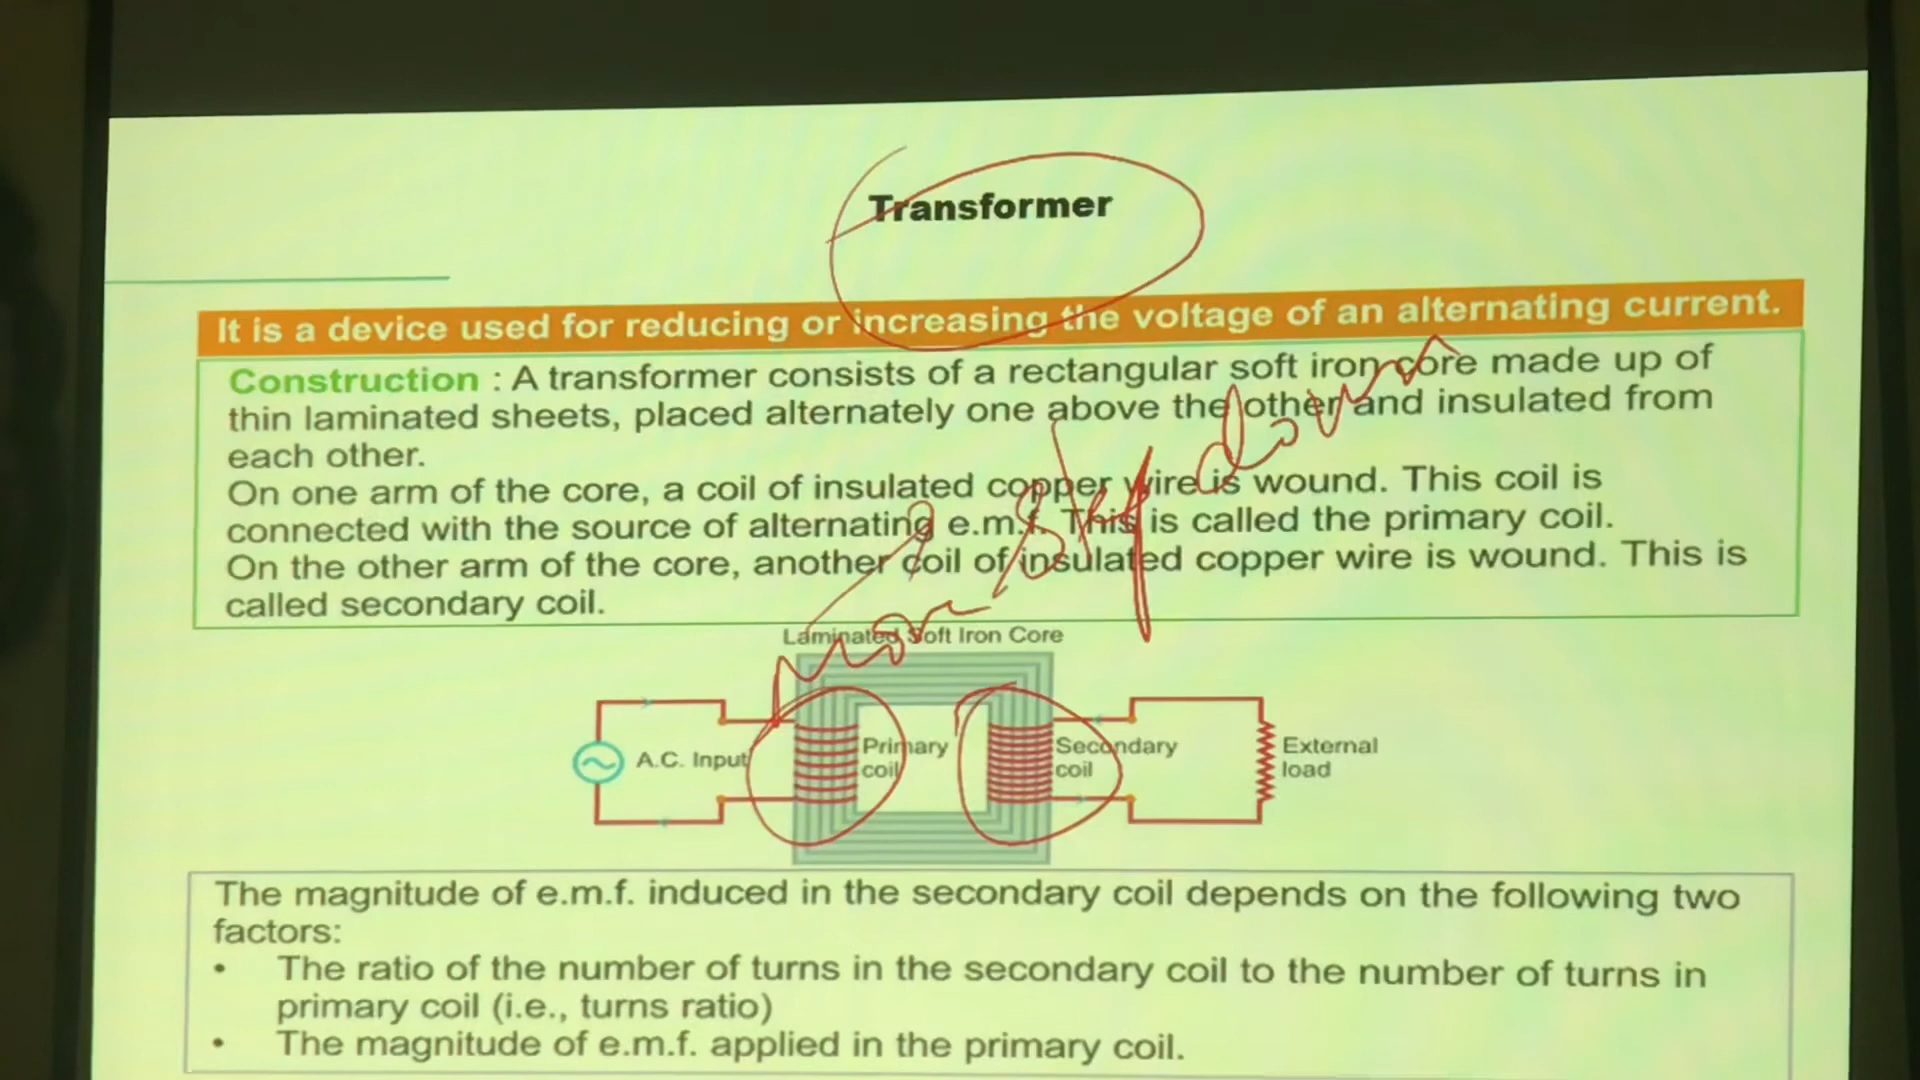 Transformer
It is a device used for reducing or increasing the voltage of an alternating current.
Construction : A transformer consists of a rectangular soft iron core made up of
thin laminated sheets, placed alternately one above the other and insulated from
each other.
On one arm of the core, a coil of insulated copper wire is wound. This coil is
connected with the source of alternating e.m.f. This is called the primary coil.
On the other arm of the core, another coil of insulated copper wire is wound. This is
called secondary coil.
more
Step down
Laminated Soft Iron Core
A.C. Input
Primary
coil
Secondary
coil
External
load
The magnitude of e.m.f. induced in the secondary coil depends on the following two
factors:
• The ratio of the number of turns in the secondary coil to the number of turns in
primary coil (i.e., turns ratio)
• The magnitude of e.m.f. applied in the primary coil.